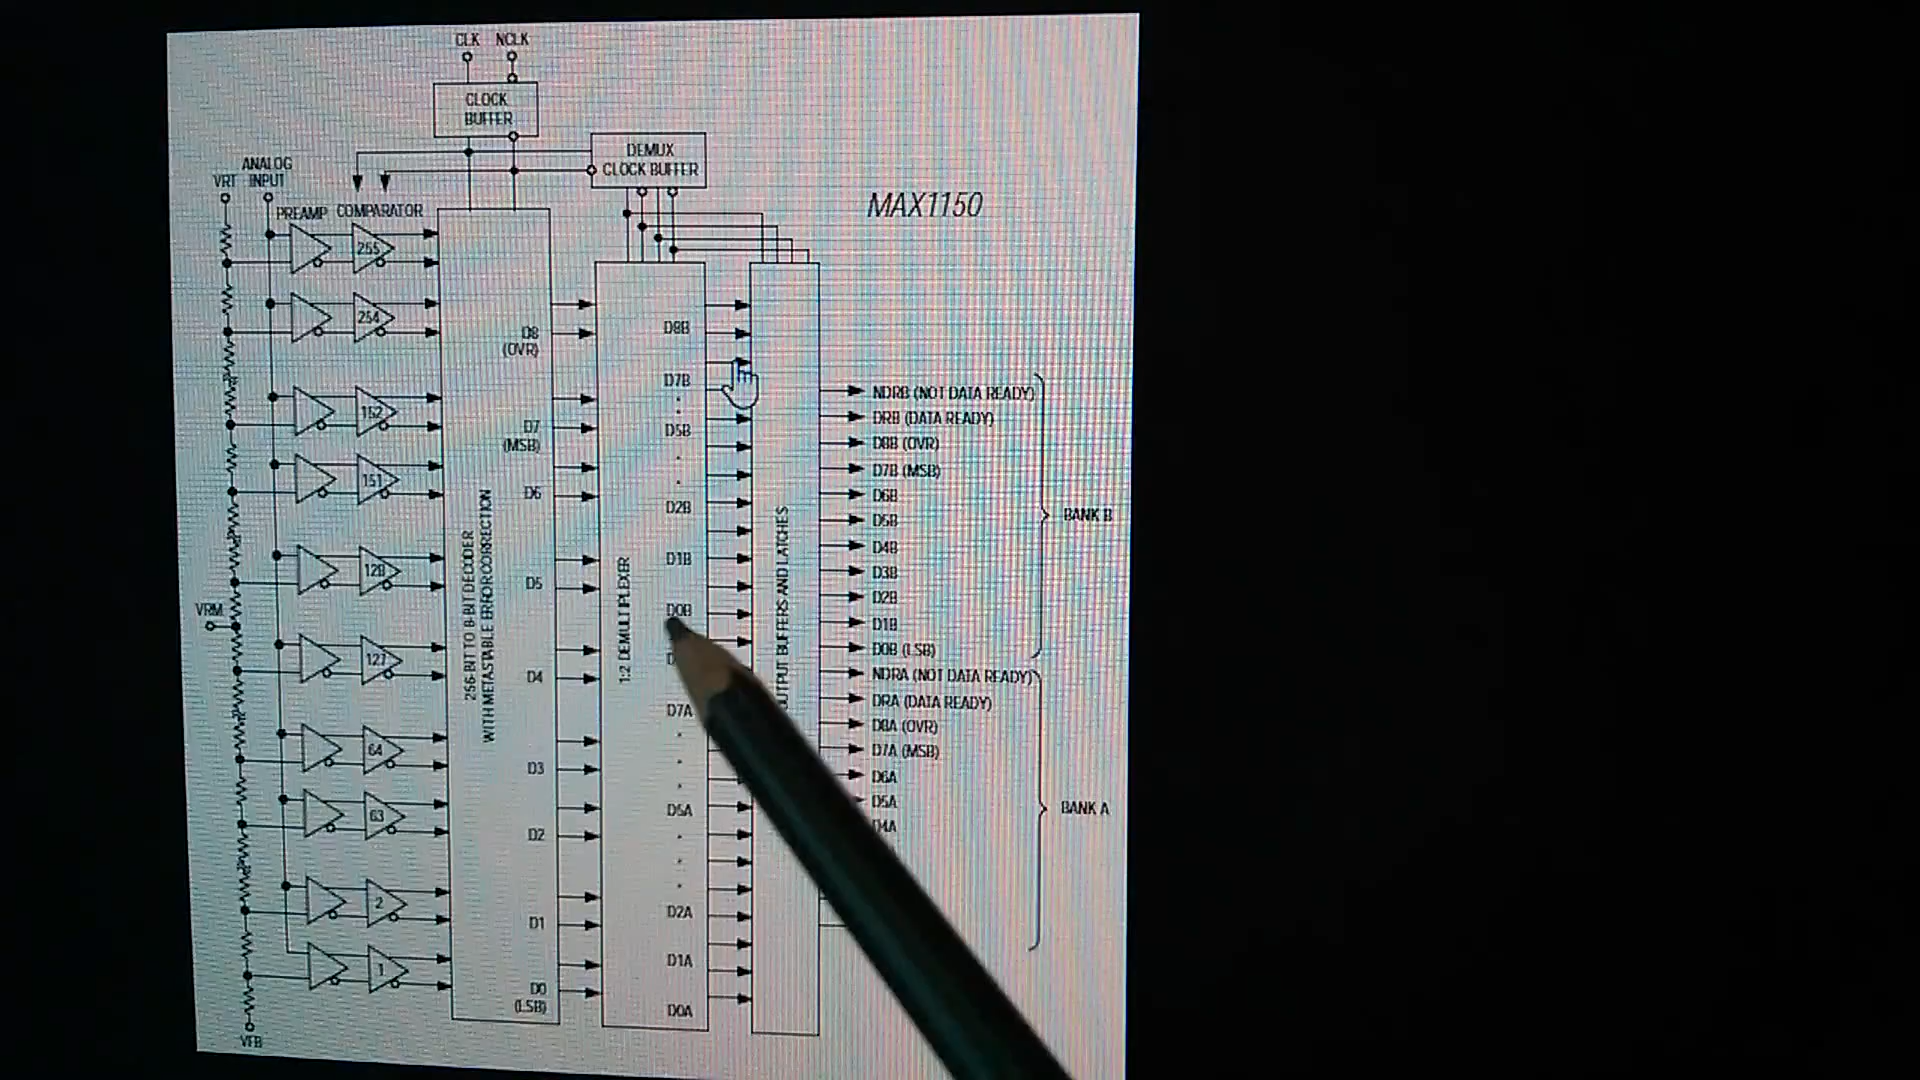 CLK NCLK
CLOCK
BUFFER
DEMUX
CLOCK BUFFER
ANALOG
VRT INPUT
PREAMP COMPARATOR
MAX1150
255
254
152
151
128
127
64
63
2
1
VRM
VFB
256-BIT TO 8-BIT DECODER
WITH METASTABLE ERROR CORRECTION
D8
(OVR)
D7
(MSB)
D6
D5
D4
D3
D2
D1
D0
(LSB)
1:2 DEMULTIPLEXER
D8B
D7B
D5B
D2B
D1B
D0B
D7A
D5A
D2A
D1A
D0A
BUFFERS AND LATCHES
NDRB (NOT DATA READY)
DRB (DATA READY)
D8B (OVR)
D7B (MSB)
D6B
D5B
D4B
D3B
D2B
D1B
D0B (LSB)
BANK B
NDRA (NOT DATA READY)
DRA (DATA READY)
D8A (OVR)
D7A (MSB)
D6A
D5A
D4A
BANK A